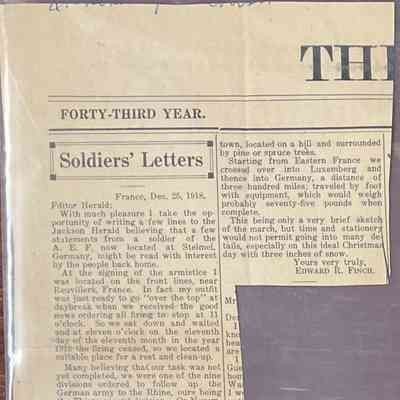 THE
FORTY-THIRD YEAR.
Soldiers' Letters
France, Dec. 25, 1918.
Editor Herald:
With much pleasure I take the op-
portunity of writing a few lines to the
Jackson Herald believing that a few
statements from a soldier of the
A. E. F. now located at Stelmel,
Germany, might be read with interest
by the people back home.
At the signing of the armistice I
was located on the front lines, near
Reuvillers, France. In fact my outfit
was just ready to go "over the top" at
daybreak when we received the
good news ordering all firing to stop at 11
o'clock. So we sat down and waited
and at eleven o'clock on the eleventh
day of the eleventh month in the year
1918 the firing ceased, so we located a
suitable place for a rest and clean-up.
Many believing that our task was not
yet completed, we were one of the nine
divisions ordered to follow up the
German army to the Rhine, ours being
town, located on a hill and surrounded
by pine or spruce trees.
Starting from Eastern France we
crossed over into Luxemberg and
thence into Germany, a distance of
three hundred miles; traveled by foot
with equipment, which would weigh
probably seventy-five pounds when
complete.
This being only a very brief sketch
of the march, but time and stationery
would not permit going into many de-
tails, especially on this ideal Christmas
day with three inches of snow.
Yours very truly,
EDWARD R. FINCH.
Mr